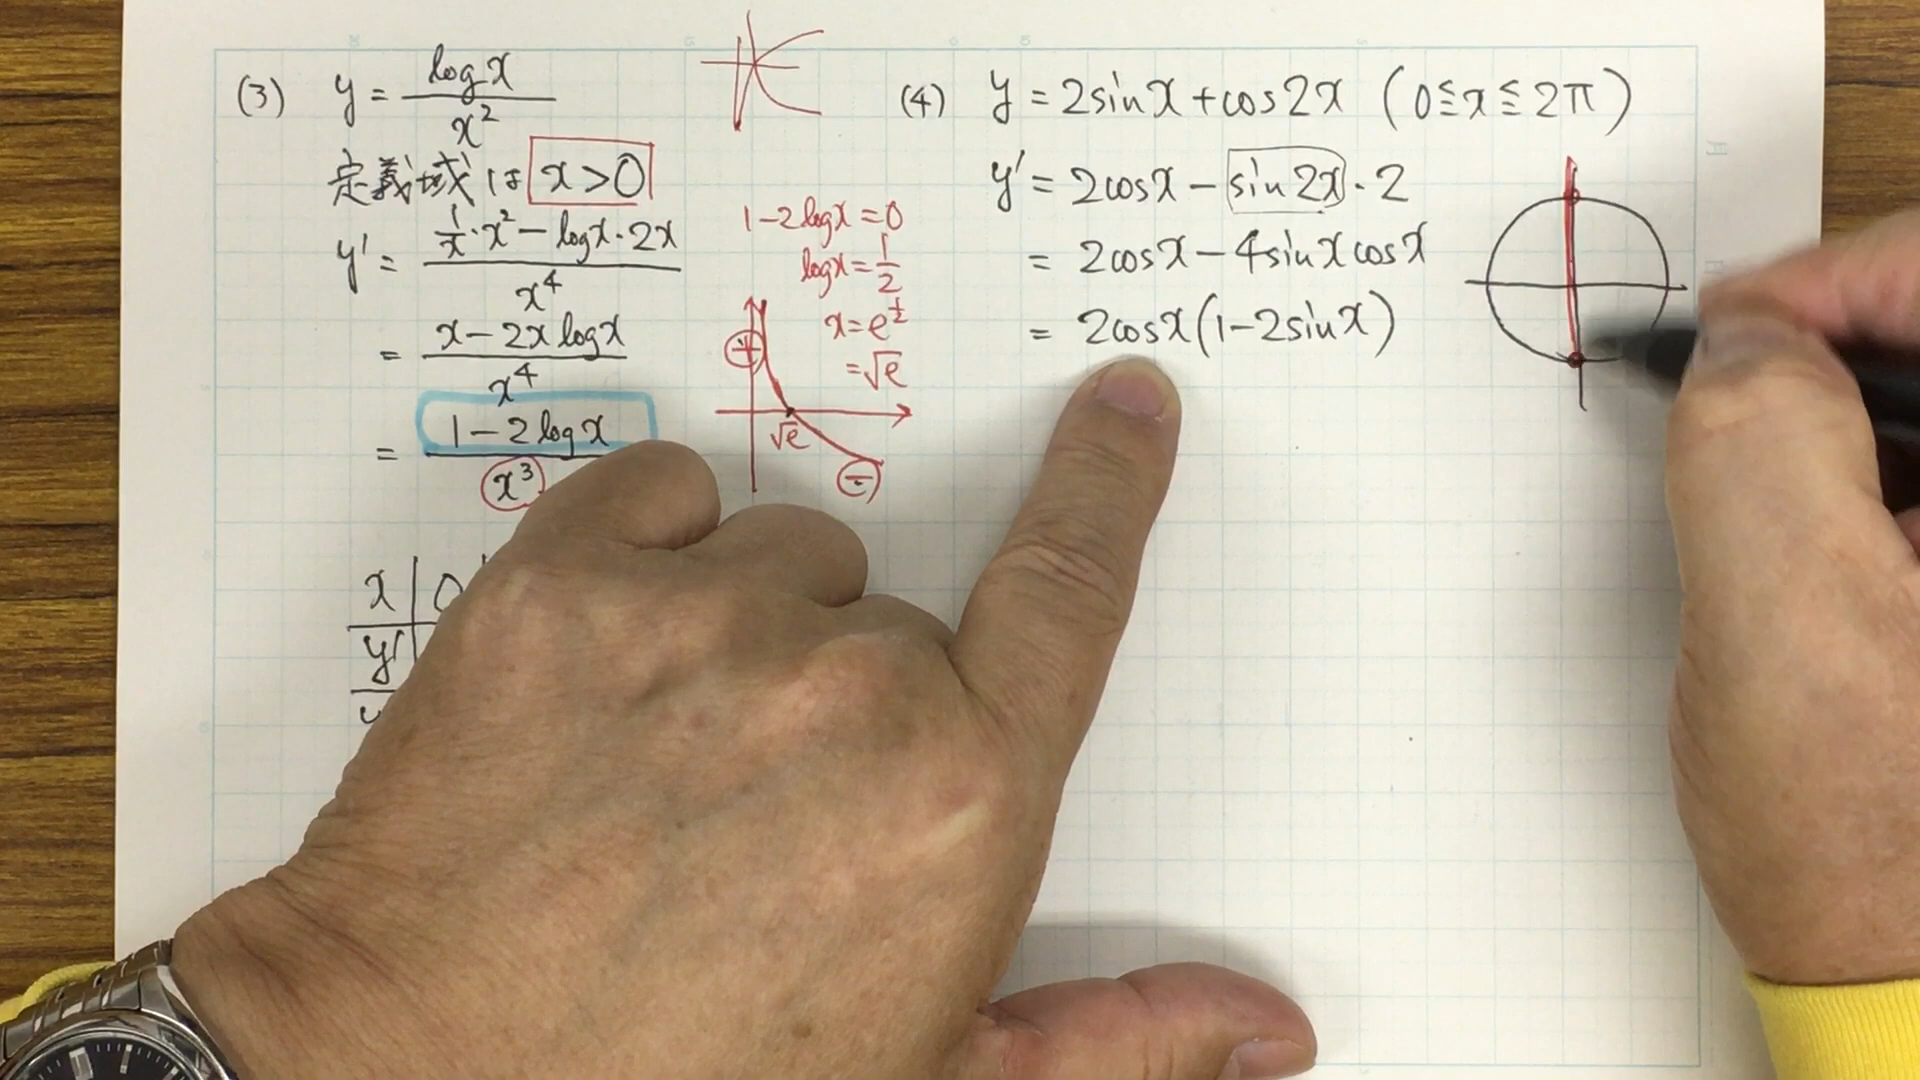 (3) y = log x / x²
定義域は x>0
y' = (1/x · x² − log x · 2x) / x⁴
= (x − 2x log x) / x⁴
= (1 − 2 log x) / x³
x | 0
y'
1−2 log x = 0
log x = 1/2
x = e^(1/2)
= √e
⊕
√e
⊖
(4) y = 2sin x + cos 2x (0 ≦ x ≦ 2π)
y' = 2cos x − sin 2x · 2
= 2cos x − 4sin x cos x
= 2cos x (1 − 2sin x)